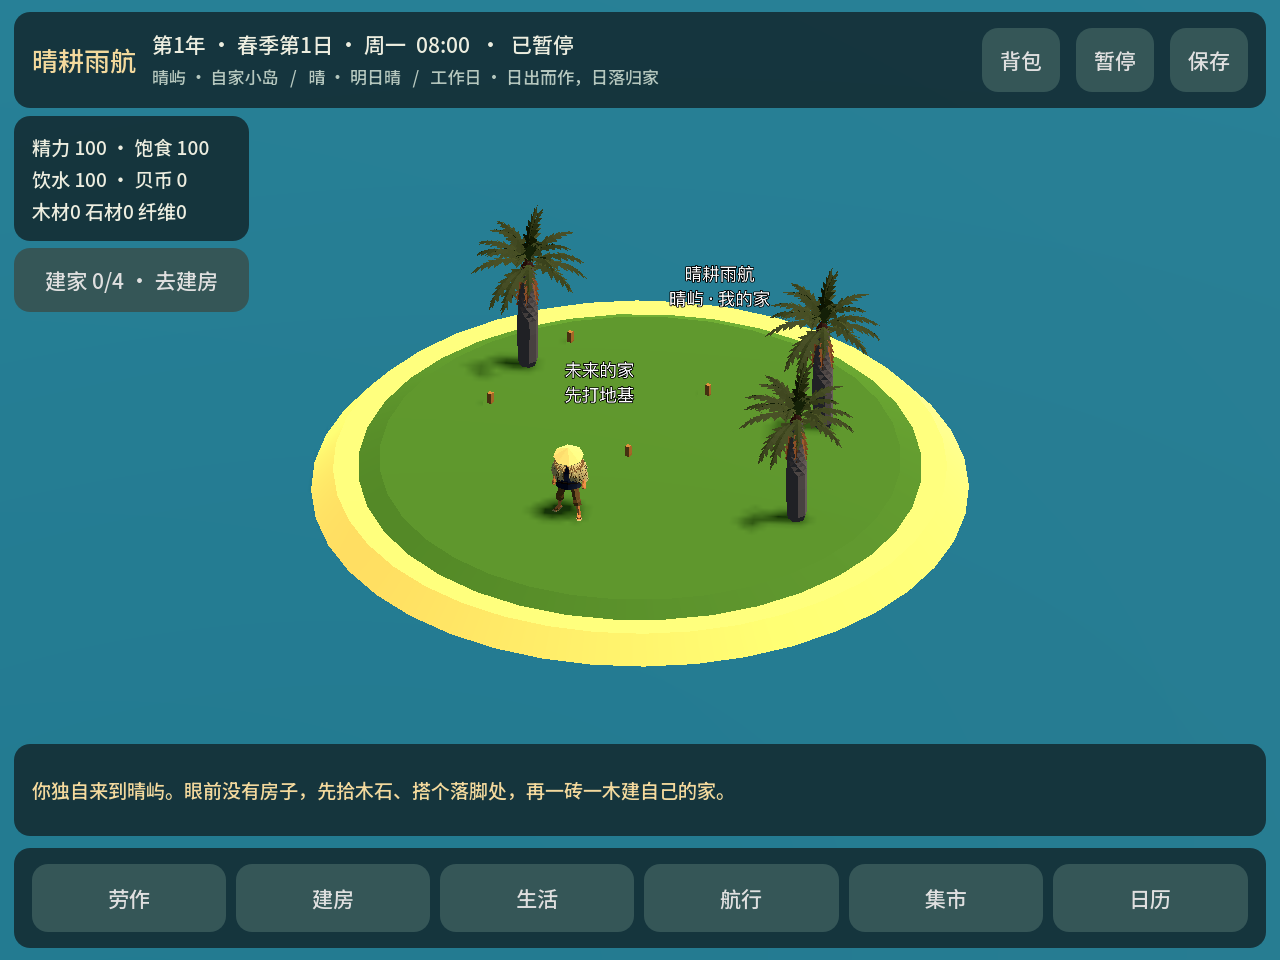 晴耕雨航
第1年 · 春季第1日 · 周一 08:00 · 已暂停
晴屿 · 自家小岛 / 晴 · 明日晴 / 工作日 · 日出而作，日落归家
背包
暂停
保存
精力 100 · 饱食 100
饮水 100 · 贝币 0
木材0 石材0 纤维0
建家 0/4 · 去建房
晴耕雨航
晴屿 · 我的家
未来的家
先打地基
你独自来到晴屿。眼前没有房子，先拾木石、搭个落脚处，再一砖一木建自己的家。
劳作
建房
生活
航行
集市
日历